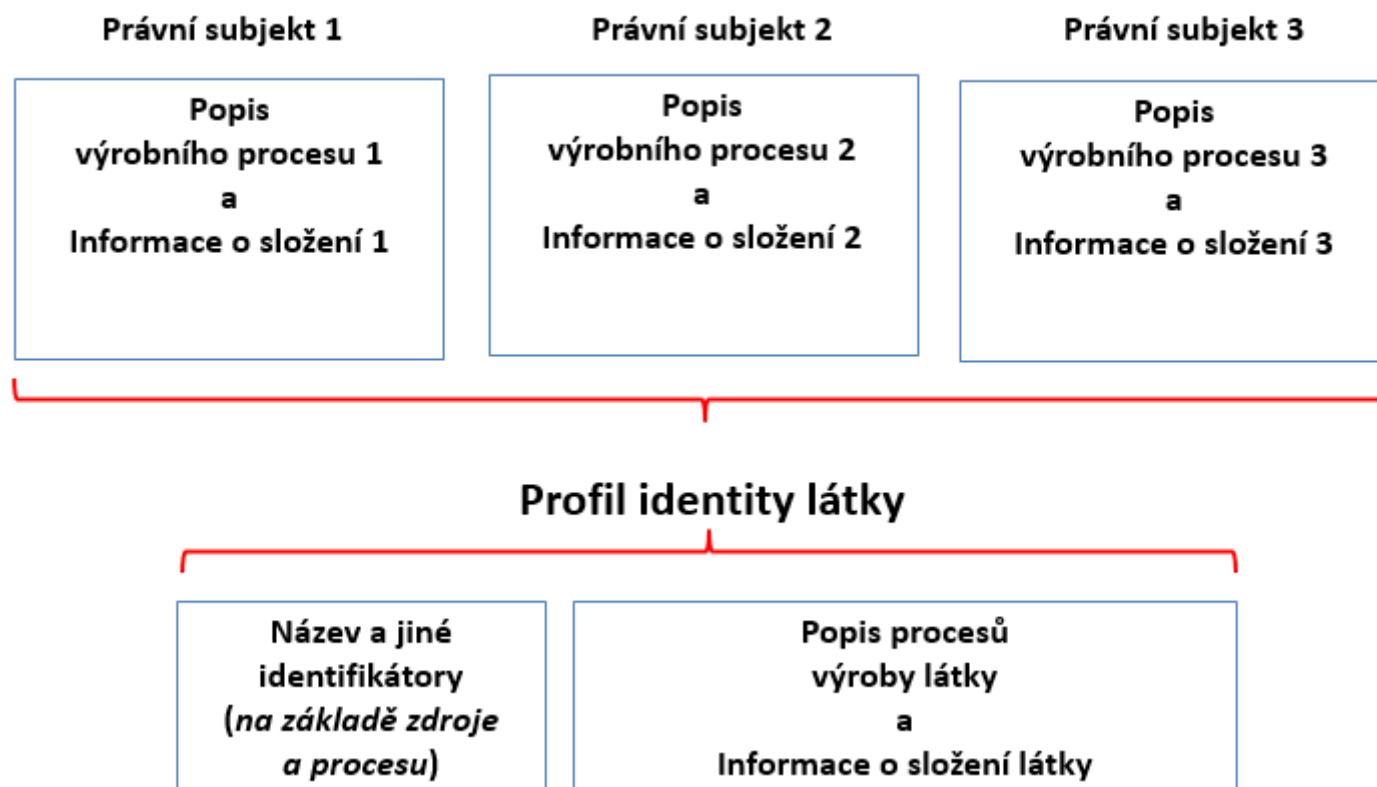 Právní subjekt 1
Právní subjekt 2
Právní subjekt 3
Popis
výrobního procesu 1
a
Informace o složení 1
Popis
výrobního procesu 2
a
Informace o složení 2
Popis
výrobního procesu 3
a
Informace o složení 3
Profil identity látky
Název a jiné
identifikátory
(na základě zdroje
a procesu)
Popis procesů
výroby látky
a
Informace o složení látky